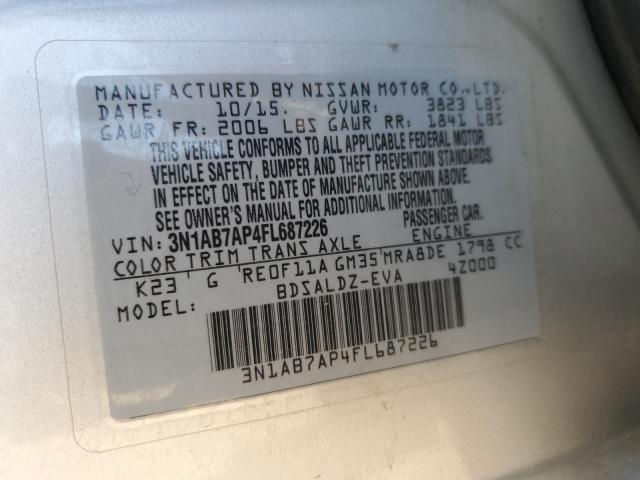 MANUFACTURED BY NISSAN MOTOR CO.,LTD.
DATE: 10/15. GVWR: 3823 LBS
GAWR FR: 2006 LBS GAWR RR: 1841 LBS
THIS VEHICLE CONFORMS TO ALL APPLICABLE FEDERAL MOTOR
VEHICLE SAFETY, BUMPER AND THEFT PREVENTION STANDARDS
IN EFFECT ON THE DATE OF MANUFACTURE SHOWN ABOVE.
SEE OWNER'S MANUAL FOR ADDITIONAL INFORMATION.
VIN: 3N1AB7AP4FL687226 PASSENGER CAR.
COLOR TRIM TRANS AXLE ENGINE
K23 G RE0F11A GM35 MRA8DE 1798 CC
MODEL: BDSALDZ-EVA 4Z000
3N1AB7AP4FL687226